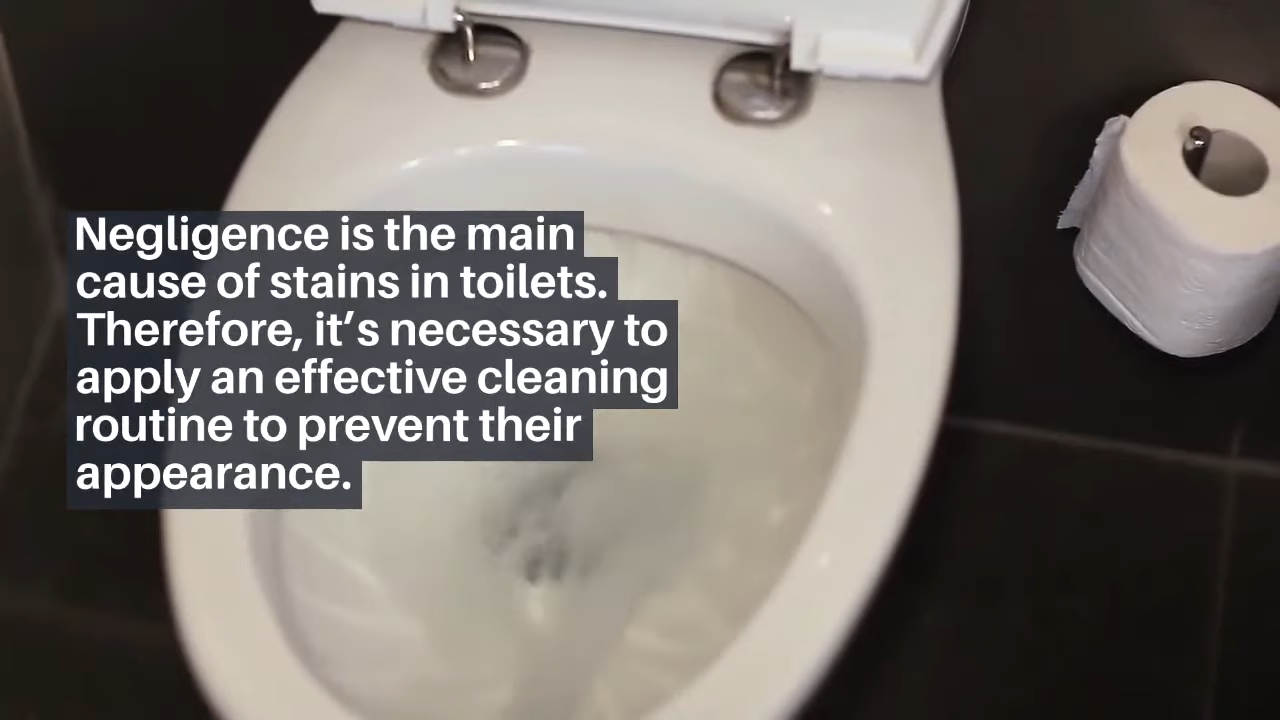 Negligence is the main
cause of stains in toilets.
Therefore, it’s necessary to
apply an effective cleaning
routine to prevent their
appearance.